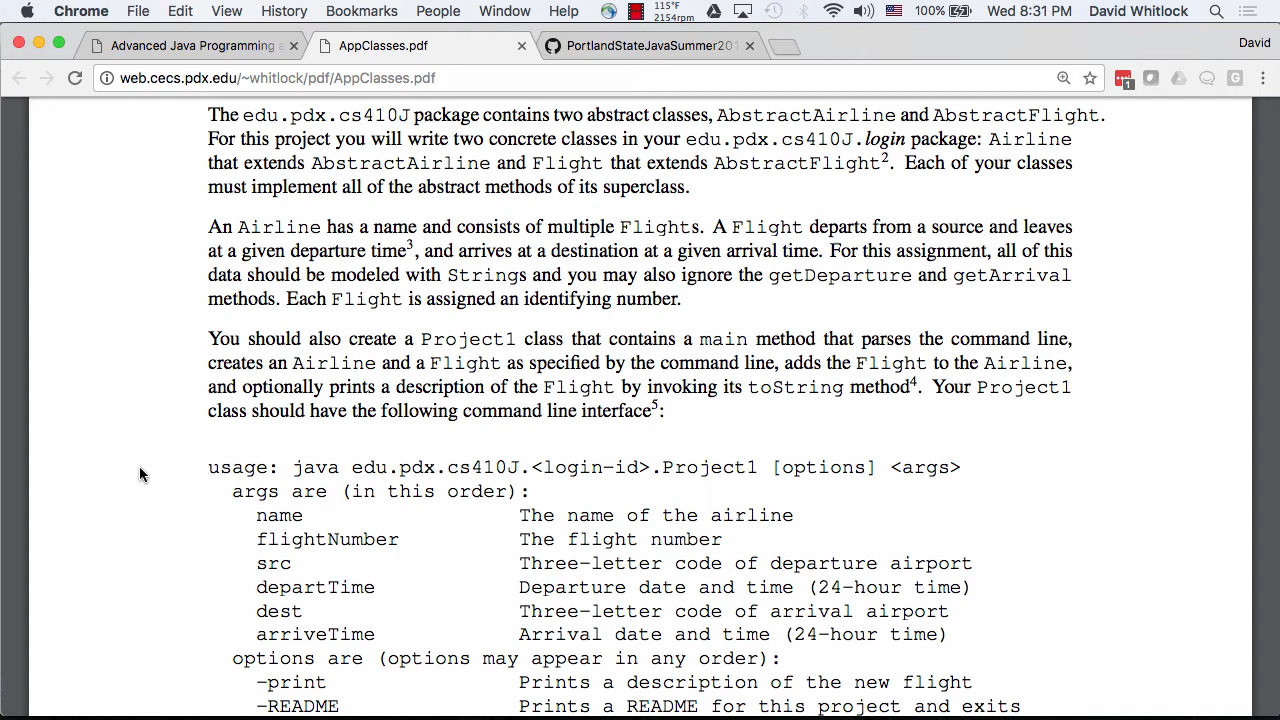 Chrome File Edit View History Bookmarks People Window Help 115°F 2154rpm 100% Wed 8:31 PM David Whitlock
Advanced Java Programming a AppClasses.pdf PortlandStateJavaSummer201 David
web.cecs.pdx.edu/~whitlock/pdf/AppClasses.pdf 1
The edu.pdx.cs410J package contains two abstract classes, AbstractAirline and AbstractFlight.
For this project you will write two concrete classes in your edu.pdx.cs410J.login package: Airline
that extends AbstractAirline and Flight that extends AbstractFlight2. Each of your classes
must implement all of the abstract methods of its superclass.
An Airline has a name and consists of multiple Flights. A Flight departs from a source and leaves
at a given departure time3, and arrives at a destination at a given arrival time. For this assignment, all of this
data should be modeled with Strings and you may also ignore the getDeparture and getArrival
methods. Each Flight is assigned an identifying number.
You should also create a Project1 class that contains a main method that parses the command line,
creates an Airline and a Flight as specified by the command line, adds the Flight to the Airline,
and optionally prints a description of the Flight by invoking its toString method4. Your Project1
class should have the following command line interface5:
usage: java edu.pdx.cs410J.<login-id>.Project1 [options] <args>
args are (in this order):
name The name of the airline
flightNumber The flight number
src Three-letter code of departure airport
departTime Departure date and time (24-hour time)
dest Three-letter code of arrival airport
arriveTime Arrival date and time (24-hour time)
options are (options may appear in any order):
-print Prints a description of the new flight
-README Prints a README for this project and exits